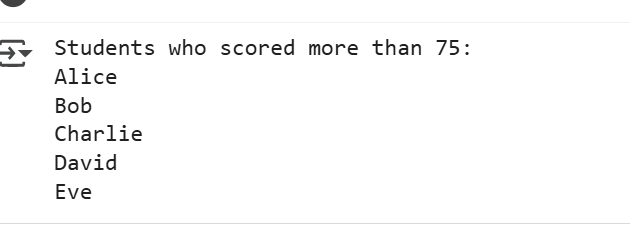 Students who scored more than 75:
Alice
Bob
Charlie
David
Eve